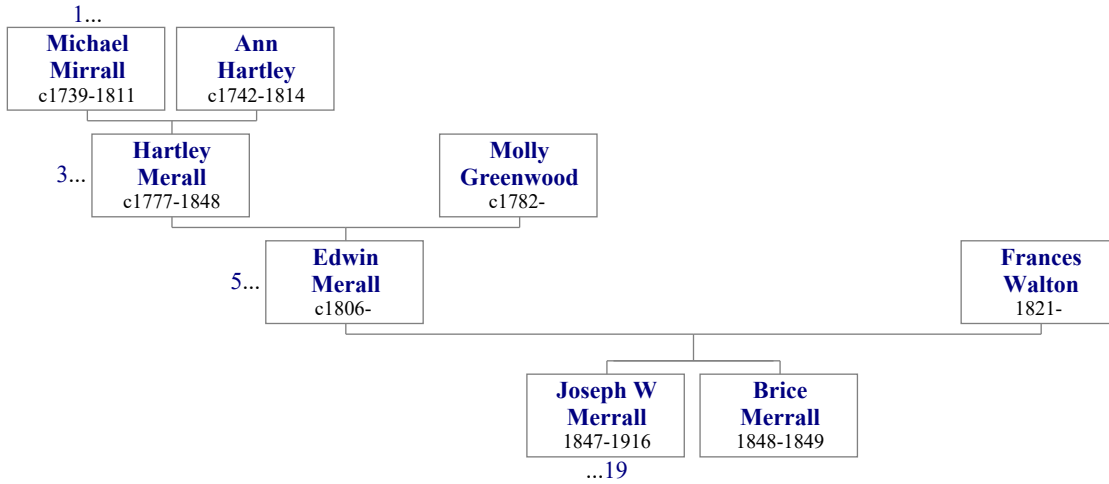 1...
Michael
Mirrall
c1739-1811
Ann
Hartley
c1742-1814
3...
Hartley
Merall
c1777-1848
Molly
Greenwood
c1782-
5...
Edwin
Merall
c1806-
Frances
Walton
1821-
Joseph W
Merrall
1847-1916
Brice
Merrall
1848-1849
...19